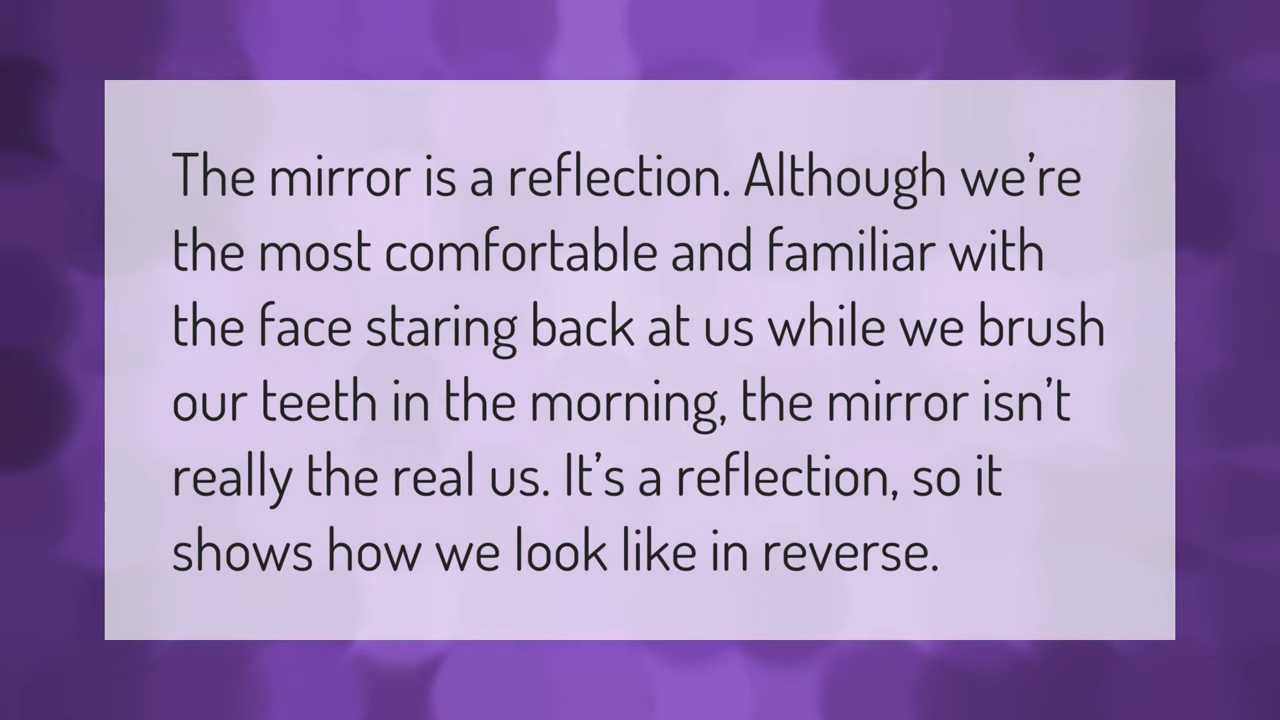 The mirror is a reflection. Although we’re
the most comfortable and familiar with
the face staring back at us while we brush
our teeth in the morning, the mirror isn’t
really the real us. It’s a reflection, so it
shows how we look like in reverse.